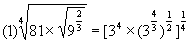 (1) ⁴√(81×√(9^(2/3))) = [3⁴×(3^(4/3))^(1/2)]^(1/4)